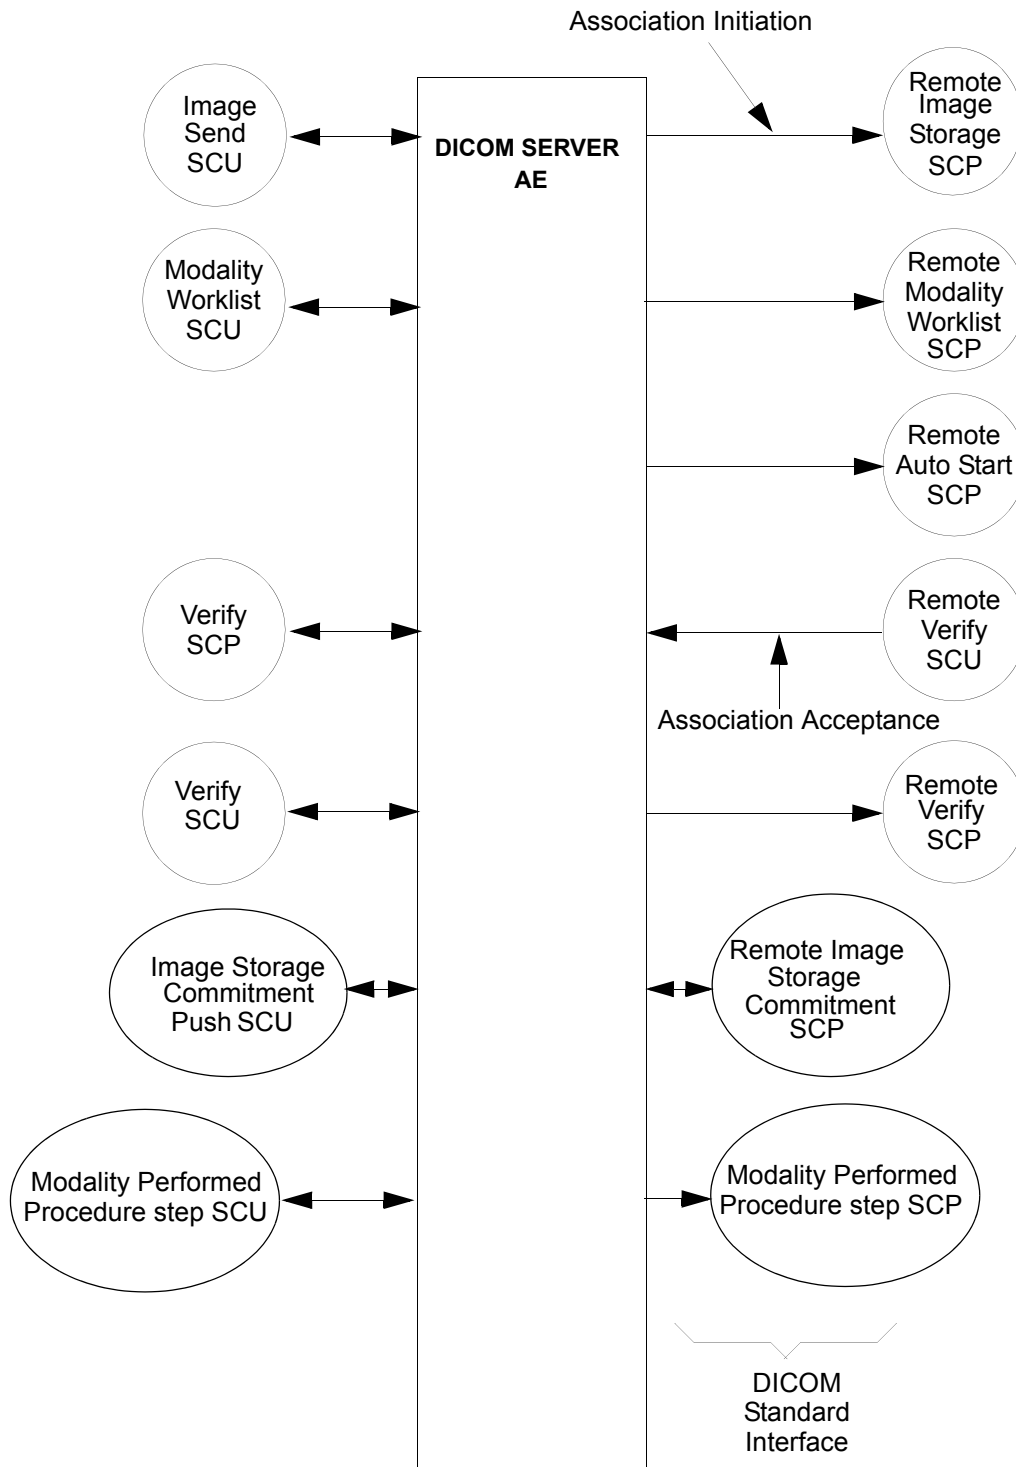 Association Initiation
Image
Send
SCU
DICOM SERVER
AE
Remote
Image
Storage
SCP
Modality
Worklist
SCU
Remote
Modality
Worklist
SCP
Remote
Auto Start
SCP
Verify
SCP
Remote
Verify
SCU
Association Acceptance
Verify
SCU
Remote
Verify
SCP
Image Storage
Commitment
Push SCU
Remote Image
Storage
Commitment
SCP
Modality Performed
Procedure step SCU
Modality Performed
Procedure step SCP
DICOM
Standard
Interface